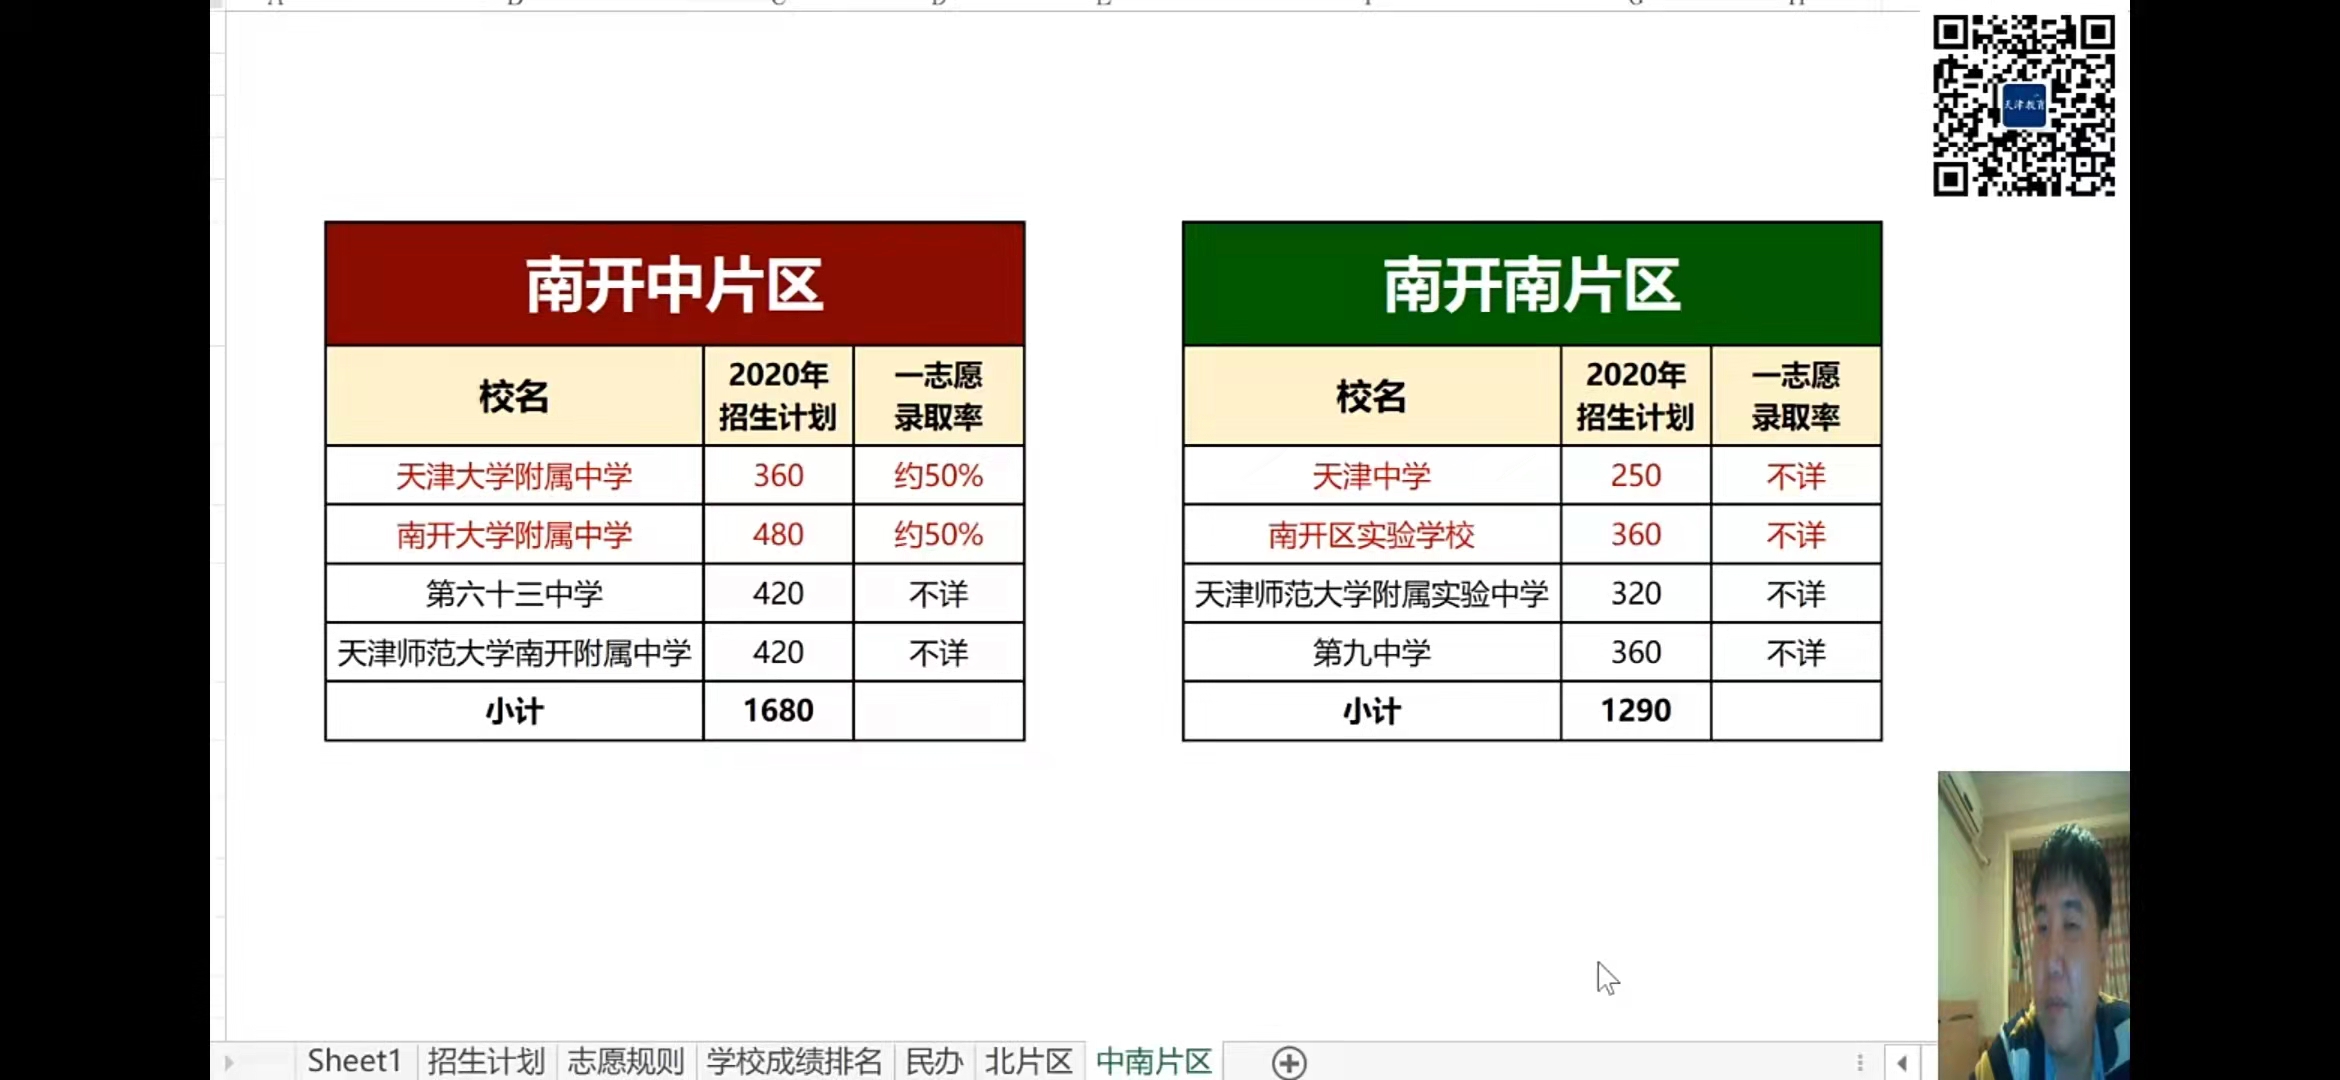 天津教育
南开中片区
校名 2020年招生计划 一志愿录取率
天津大学附属中学 360 约50%
南开大学附属中学 480 约50%
第六十三中学 420 不详
天津师范大学南开附属中学 420 不详
小计 1680
南开南片区
校名 2020年招生计划 一志愿录取率
天津中学 250 不详
南开区实验学校 360 不详
天津师范大学附属实验中学 320 不详
第九中学 360 不详
小计 1290
Sheet1 招生计划 志愿规则 学校成绩排名 民办 北片区 中南片区